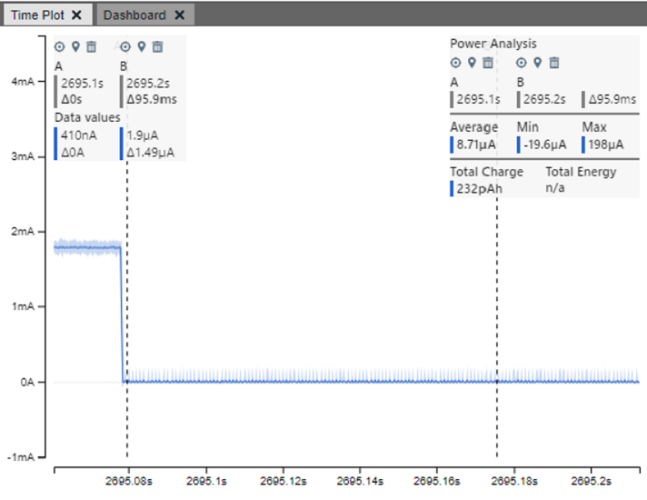 Time Plot
Dashboard
A B
2695.1s 2695.2s
Δ0s Δ95.9ms
Data values
410nA 1.9µA
Δ0A Δ1.49µA
Power Analysis
A B
2695.1s 2695.2s Δ95.9ms
Average Min Max
8.71µA -19.6µA 198µA
Total Charge Total Energy
232pAh n/a
4mA
3mA
2mA
1mA
0A
-1mA
2695.08s 2695.1s 2695.12s 2695.14s 2695.16s 2695.18s 2695.2s